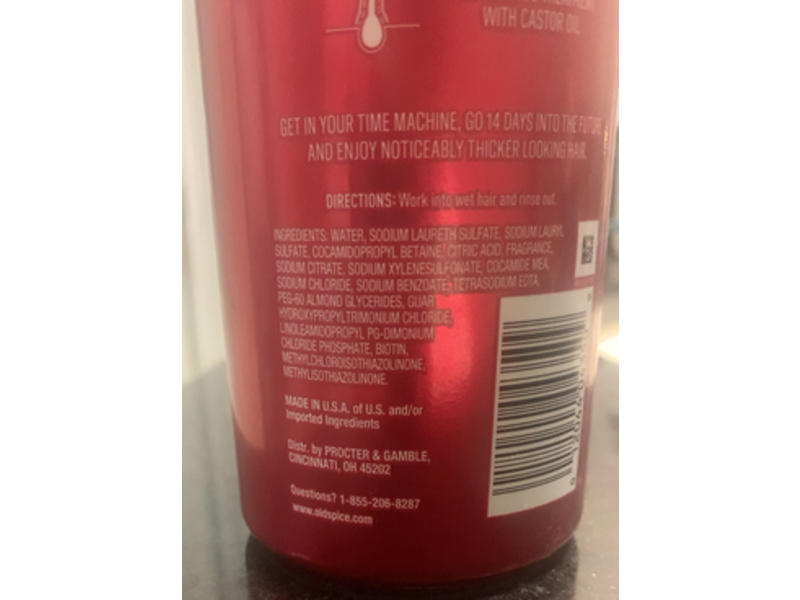 TREATMENT
WITH CASTOR OIL
GET IN YOUR TIME MACHINE, GO 14 DAYS INTO THE FUTURE
AND ENJOY NOTICEABLY THICKER LOOKING HAIR.
DIRECTIONS: Work into wet hair and rinse out.
INGREDIENTS: WATER, SODIUM LAURETH SULFATE, SODIUM LAURYL
SULFATE, COCAMIDOPROPYL BETAINE, CITRIC ACID, FRAGRANCE,
SODIUM CITRATE, SODIUM XYLENESULFONATE, COCAMIDE MEA,
SODIUM CHLORIDE, SODIUM BENZOATE, TETRASODIUM EDTA,
PEG-60 ALMOND GLYCERIDES, GUAR
HYDROXYPROPYLTRIMONIUM CHLORIDE,
LINOLEAMIDOPROPYL PG-DIMONIUM
CHLORIDE PHOSPHATE, BIOTIN,
METHYLCHLOROISOTHIAZOLINONE,
METHYLISOTHIAZOLINONE.
MADE IN U.S.A. of U.S. and/or
Imported Ingredients
Distr. by PROCTER & GAMBLE,
CINCINNATI, OH 45202
Questions? 1-855-206-8287
www.oldspice.com